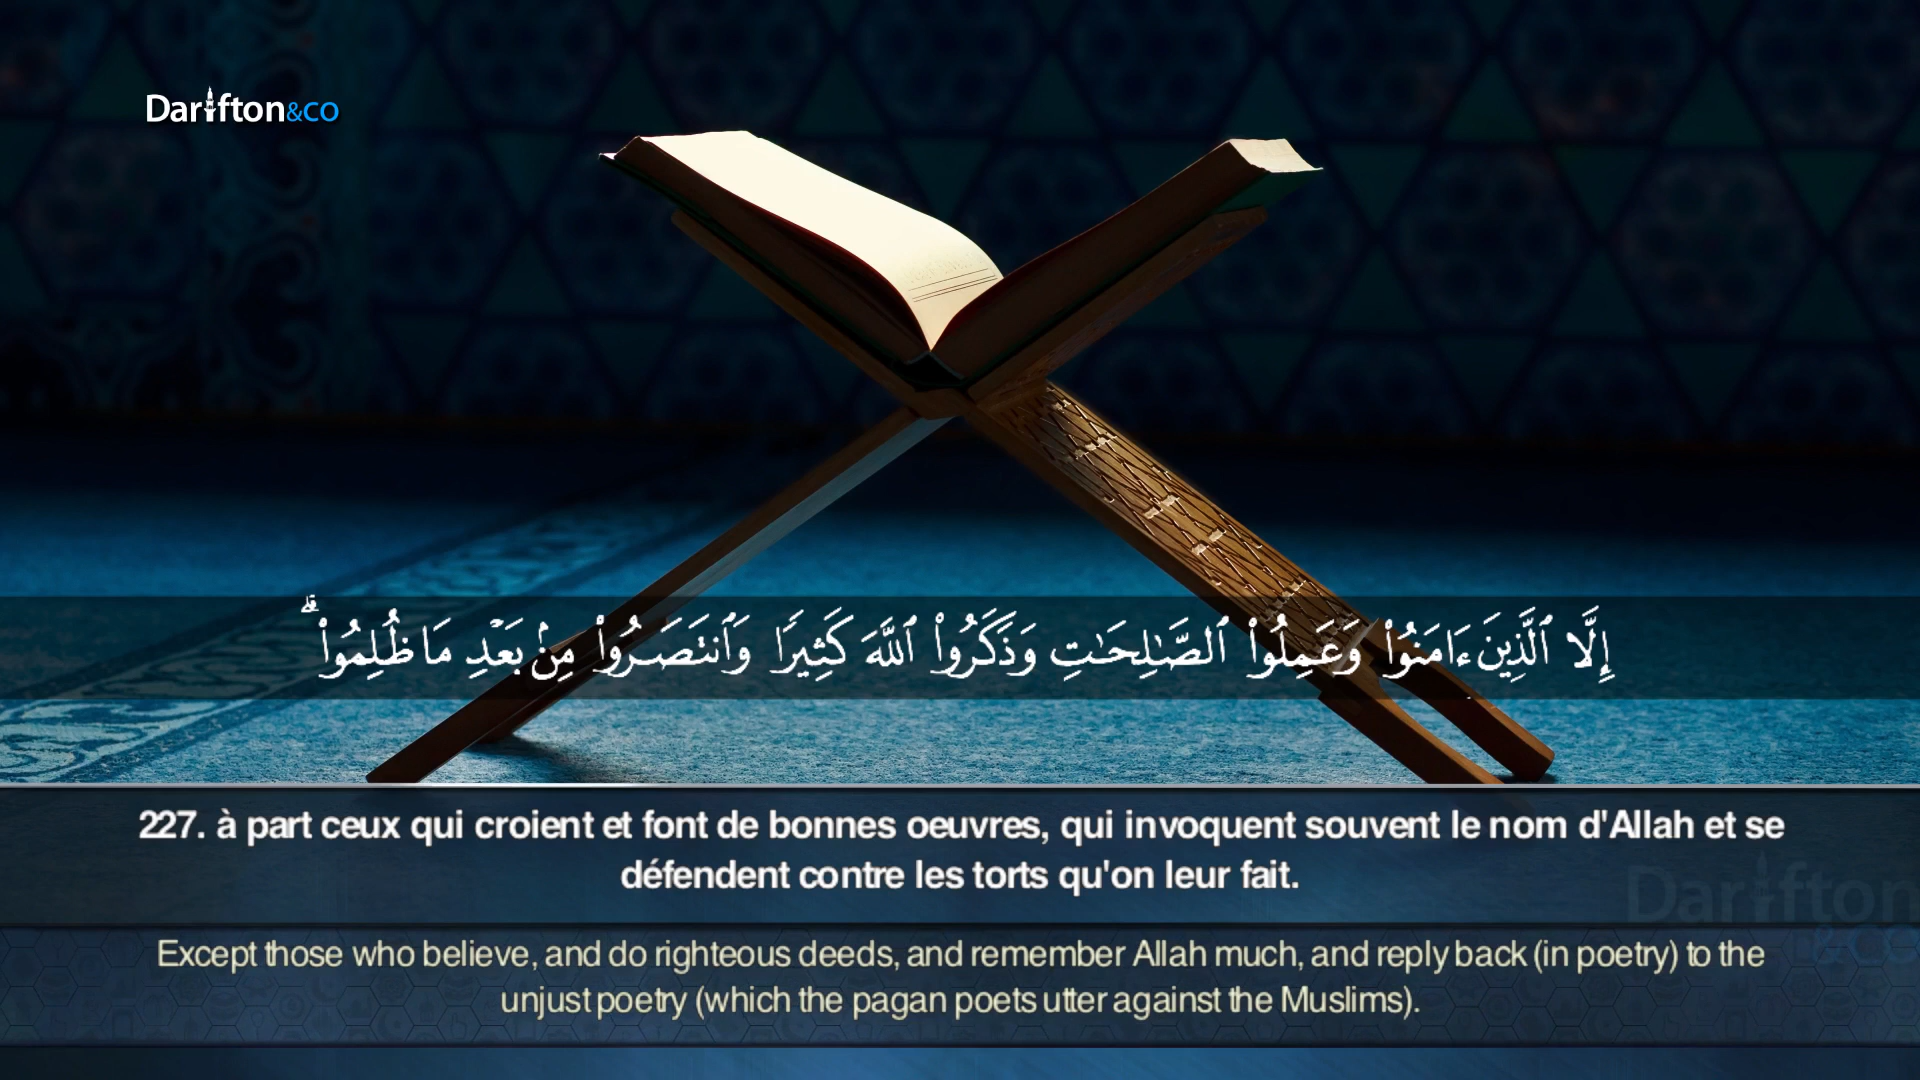 Darifton&CO
إِلَّا ٱلَّذِينَ ءَامَنُوا۟ وَعَمِلُوا۟ ٱلصَّـٰلِحَـٰتِ وَذَكَرُوا۟ ٱللَّهَ كَثِيرًا وَٱنتَصَرُوا۟ مِنۢ بَعْدِ مَا ظُلِمُوا۟ ۗ
227. à part ceux qui croient et font de bonnes oeuvres, qui invoquent souvent le nom d'Allah et se
défendent contre les torts qu'on leur fait.
Darifton
&CO
Except those who believe, and do righteous deeds, and remember Allah much, and reply back (in poetry) to the
unjust poetry (which the pagan poets utter against the Muslims).